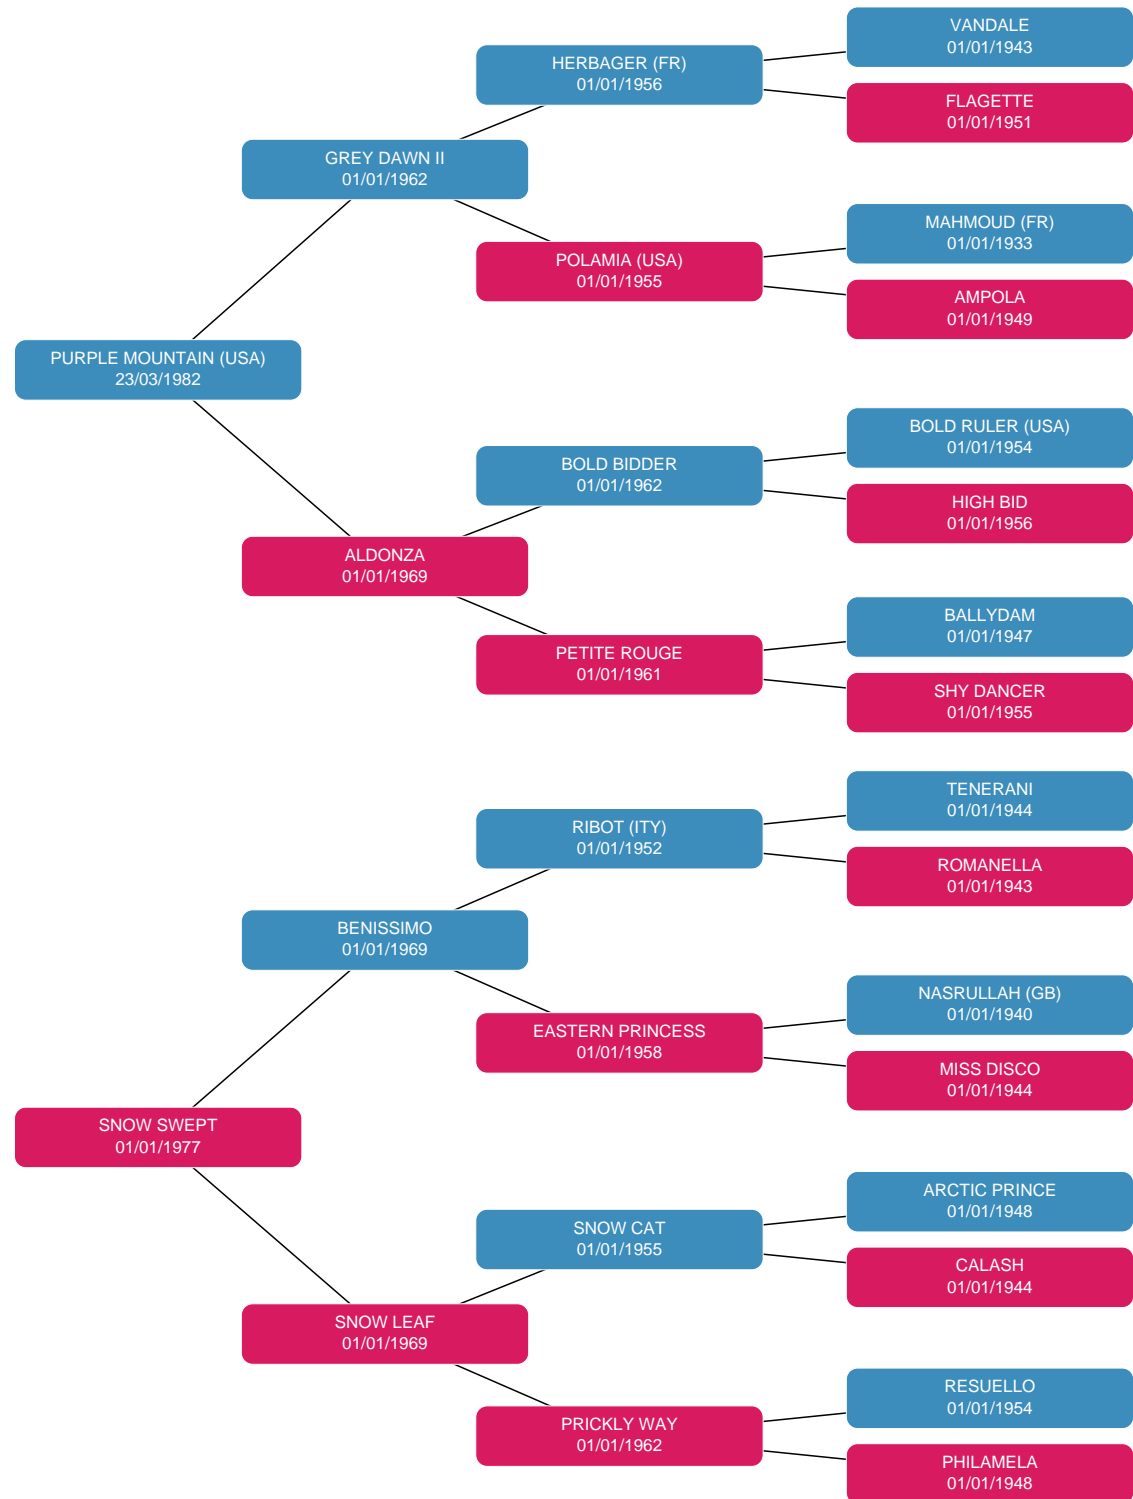 VANDALE
01/01/1943
HERBAGER (FR)
01/01/1956
FLAGETTE
01/01/1951
GREY DAWN II
01/01/1962
MAHMOUD (FR)
01/01/1933
POLAMIA (USA)
01/01/1955
AMPOLA
01/01/1949
PURPLE MOUNTAIN (USA)
23/03/1982
BOLD RULER (USA)
01/01/1954
BOLD BIDDER
01/01/1962
HIGH BID
01/01/1956
ALDONZA
01/01/1969
BALLYDAM
01/01/1947
PETITE ROUGE
01/01/1961
SHY DANCER
01/01/1955
TENERANI
01/01/1944
RIBOT (ITY)
01/01/1952
ROMANELLA
01/01/1943
BENISSIMO
01/01/1969
NASRULLAH (GB)
01/01/1940
EASTERN PRINCESS
01/01/1958
MISS DISCO
01/01/1944
SNOW SWEPT
01/01/1977
ARCTIC PRINCE
01/01/1948
SNOW CAT
01/01/1955
CALASH
01/01/1944
SNOW LEAF
01/01/1969
RESUELLO
01/01/1954
PRICKLY WAY
01/01/1962
PHILAMELA
01/01/1948